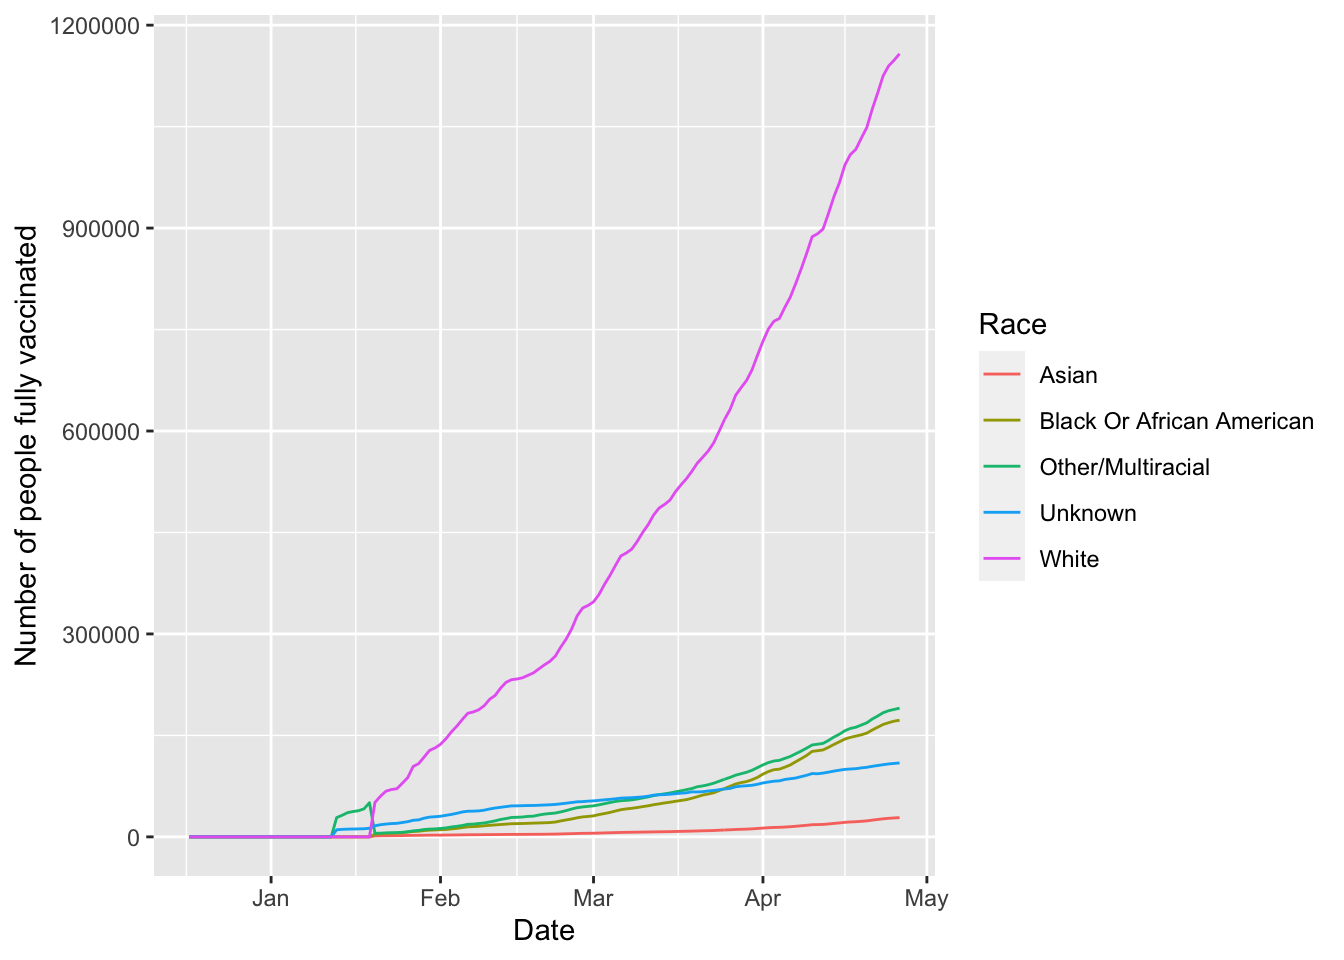 1200000
900000
600000
300000
0
Number of people fully vaccinated
Jan Feb Mar Apr May
Date
Race
Asian
Black Or African American
Other/Multiracial
Unknown
White